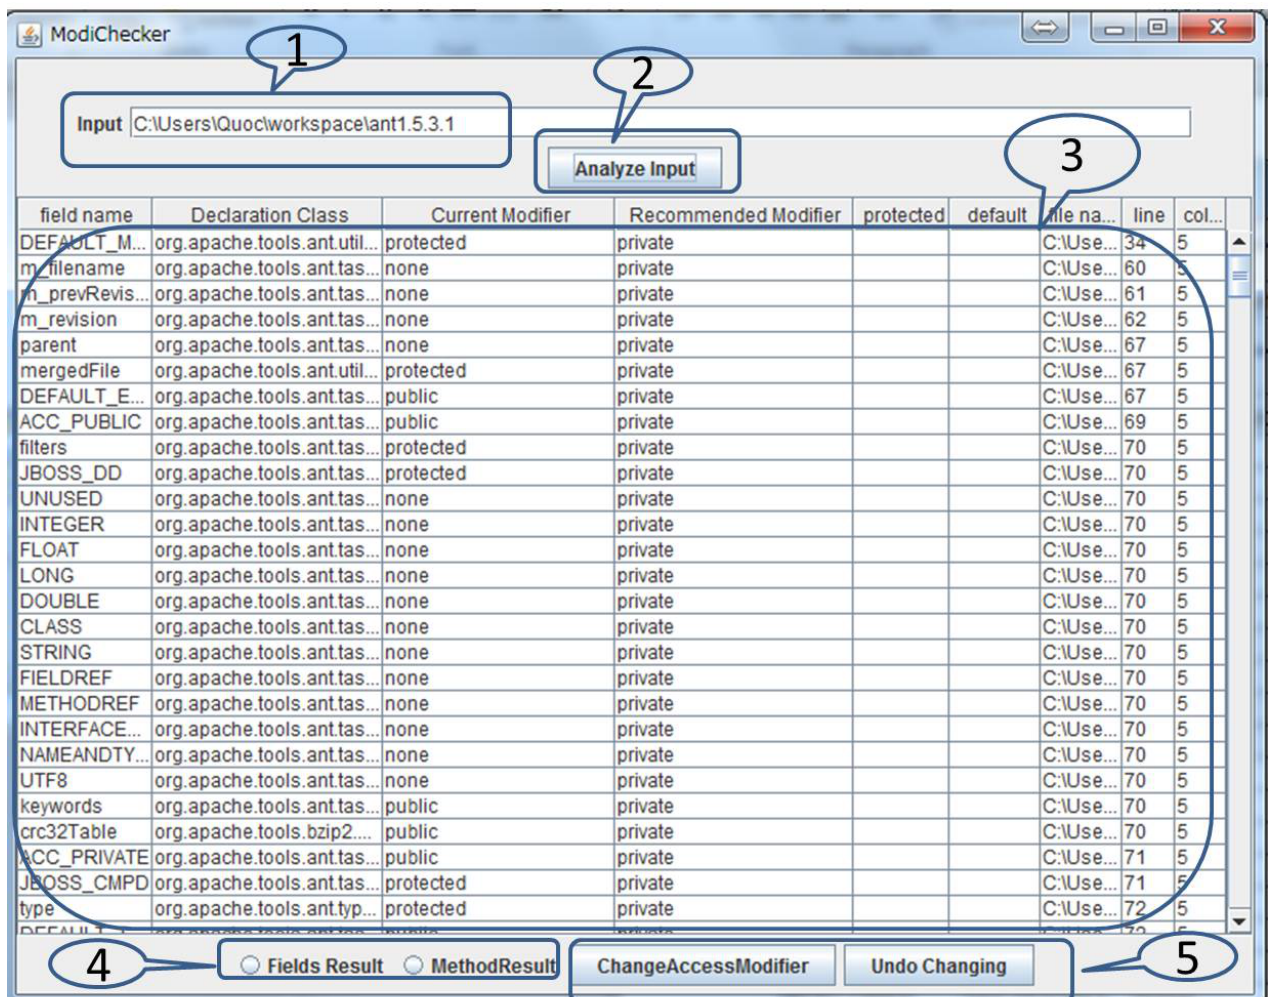 ModiChecker
1
2
Input C:\Users\Quoc\workspace\ant1.5.3.1
Analyze Input
3
field name Declaration Class Current Modifier Recommended Modifier protected default file na... line col...
DEFAULT_M... org.apache.tools.ant.util... protected private C:\Use... 34 5
m_filename org.apache.tools.ant.tas... none private C:\Use... 60 5
m_prevRevis... org.apache.tools.ant.tas... none private C:\Use... 61 5
m_revision org.apache.tools.ant.tas... none private C:\Use... 62 5
parent org.apache.tools.ant.tas... none private C:\Use... 67 5
mergedFile org.apache.tools.ant.util... protected private C:\Use... 67 5
DEFAULT_E... org.apache.tools.ant.tas... public private C:\Use... 67 5
ACC_PUBLIC org.apache.tools.ant.tas... public private C:\Use... 69 5
filters org.apache.tools.ant.tas... protected private C:\Use... 70 5
JBOSS_DD org.apache.tools.ant.tas... protected private C:\Use... 70 5
UNUSED org.apache.tools.ant.tas... none private C:\Use... 70 5
INTEGER org.apache.tools.ant.tas... none private C:\Use... 70 5
FLOAT org.apache.tools.ant.tas... none private C:\Use... 70 5
LONG org.apache.tools.ant.tas... none private C:\Use... 70 5
DOUBLE org.apache.tools.ant.tas... none private C:\Use... 70 5
CLASS org.apache.tools.ant.tas... none private C:\Use... 70 5
STRING org.apache.tools.ant.tas... none private C:\Use... 70 5
FIELDREF org.apache.tools.ant.tas... none private C:\Use... 70 5
METHODREF org.apache.tools.ant.tas... none private C:\Use... 70 5
INTERFACE... org.apache.tools.ant.tas... none private C:\Use... 70 5
NAMEANDTY... org.apache.tools.ant.tas... none private C:\Use... 70 5
UTF8 org.apache.tools.ant.tas... none private C:\Use... 70 5
keywords org.apache.tools.ant.tas... public private C:\Use... 70 5
crc32Table org.apache.tools.bzip2.... public private C:\Use... 70 5
ACC_PRIVATE org.apache.tools.ant.tas... public private C:\Use... 71 5
JBOSS_CMPD org.apache.tools.ant.tas... protected private C:\Use... 71 5
type org.apache.tools.ant.typ... protected private C:\Use... 72 5
4 Fields Result MethodResult ChangeAccessModifier Undo Changing 5